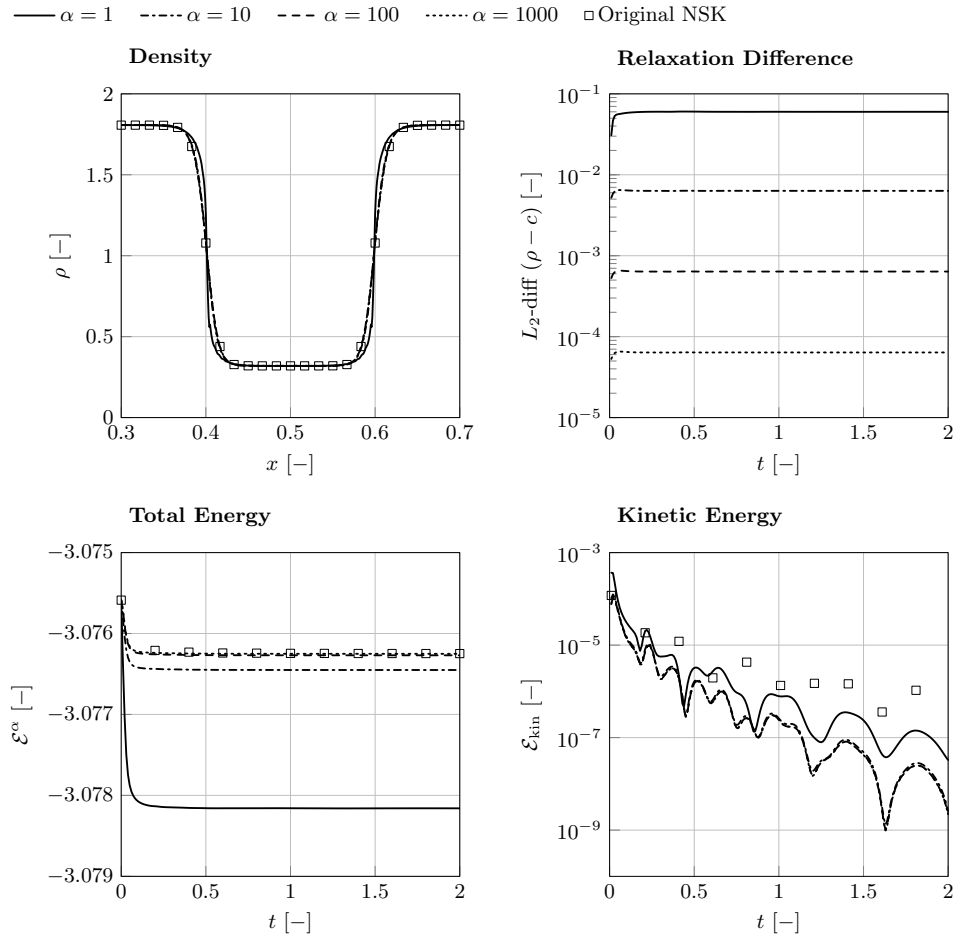 α = 1 α = 10 α = 100 α = 1000 Original NSK
Density
2
1.5
1
0.5
0
0.3 0.4 0.5 0.6 0.7
ρ [−]
x [−]
Relaxation Difference
10⁻¹
10⁻²
10⁻³
10⁻⁴
10⁻⁵
0 0.5 1 1.5 2
L₂-diff (ρ − c) [−]
t [−]
Total Energy
−3.075
−3.076
−3.077
−3.078
−3.079
0 0.5 1 1.5 2
ℰ^α [−]
t [−]
Kinetic Energy
10⁻³
10⁻⁵
10⁻⁷
10⁻⁹
0 0.5 1 1.5 2
ℰ_kin [−]
t [−]